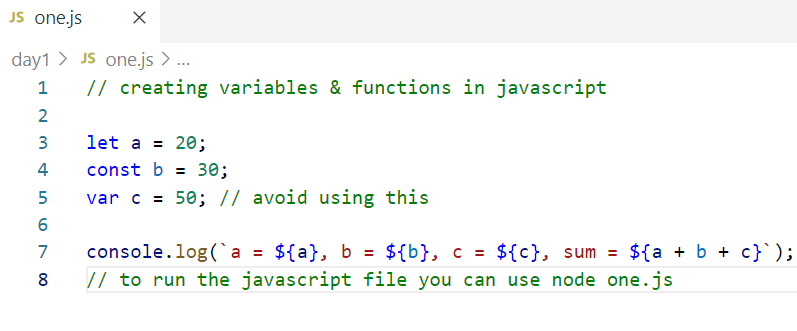 JS one.js ×
day1 > JS one.js > ...
1 // creating variables & functions in javascript
2
3 let a = 20;
4 const b = 30;
5 var c = 50; // avoid using this
6
7 console.log(`a = ${a}, b = ${b}, c = ${c}, sum = ${a + b + c}`);
8 // to run the javascript file you can use node one.js